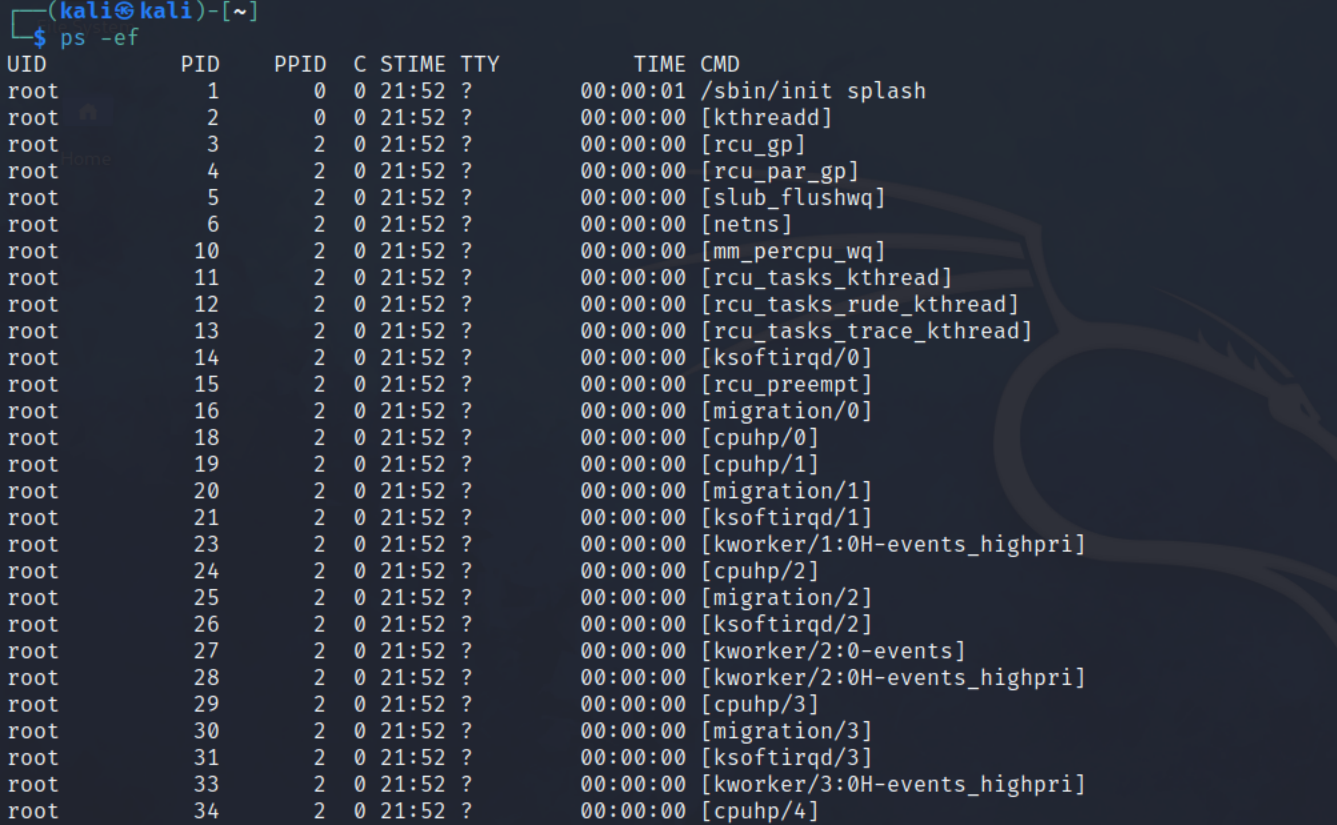 (kali㉿kali)-[~]
$ ps -ef
UID          PID    PPID  C STIME TTY          TIME CMD
root           1       0  0 21:52 ?        00:00:01 /sbin/init splash
root           2       0  0 21:52 ?        00:00:00 [kthreadd]
root           3       2  0 21:52 ?        00:00:00 [rcu_gp]
root           4       2  0 21:52 ?        00:00:00 [rcu_par_gp]
root           5       2  0 21:52 ?        00:00:00 [slub_flushwq]
root           6       2  0 21:52 ?        00:00:00 [netns]
root          10       2  0 21:52 ?        00:00:00 [mm_percpu_wq]
root          11       2  0 21:52 ?        00:00:00 [rcu_tasks_kthread]
root          12       2  0 21:52 ?        00:00:00 [rcu_tasks_rude_kthread]
root          13       2  0 21:52 ?        00:00:00 [rcu_tasks_trace_kthread]
root          14       2  0 21:52 ?        00:00:00 [ksoftirqd/0]
root          15       2  0 21:52 ?        00:00:00 [rcu_preempt]
root          16       2  0 21:52 ?        00:00:00 [migration/0]
root          18       2  0 21:52 ?        00:00:00 [cpuhp/0]
root          19       2  0 21:52 ?        00:00:00 [cpuhp/1]
root          20       2  0 21:52 ?        00:00:00 [migration/1]
root          21       2  0 21:52 ?        00:00:00 [ksoftirqd/1]
root          23       2  0 21:52 ?        00:00:00 [kworker/1:0H-events_highpri]
root          24       2  0 21:52 ?        00:00:00 [cpuhp/2]
root          25       2  0 21:52 ?        00:00:00 [migration/2]
root          26       2  0 21:52 ?        00:00:00 [ksoftirqd/2]
root          27       2  0 21:52 ?        00:00:00 [kworker/2:0-events]
root          28       2  0 21:52 ?        00:00:00 [kworker/2:0H-events_highpri]
root          29       2  0 21:52 ?        00:00:00 [cpuhp/3]
root          30       2  0 21:52 ?        00:00:00 [migration/3]
root          31       2  0 21:52 ?        00:00:00 [ksoftirqd/3]
root          33       2  0 21:52 ?        00:00:00 [kworker/3:0H-events_highpri]
root          34       2  0 21:52 ?        00:00:00 [cpuhp/4]
Home